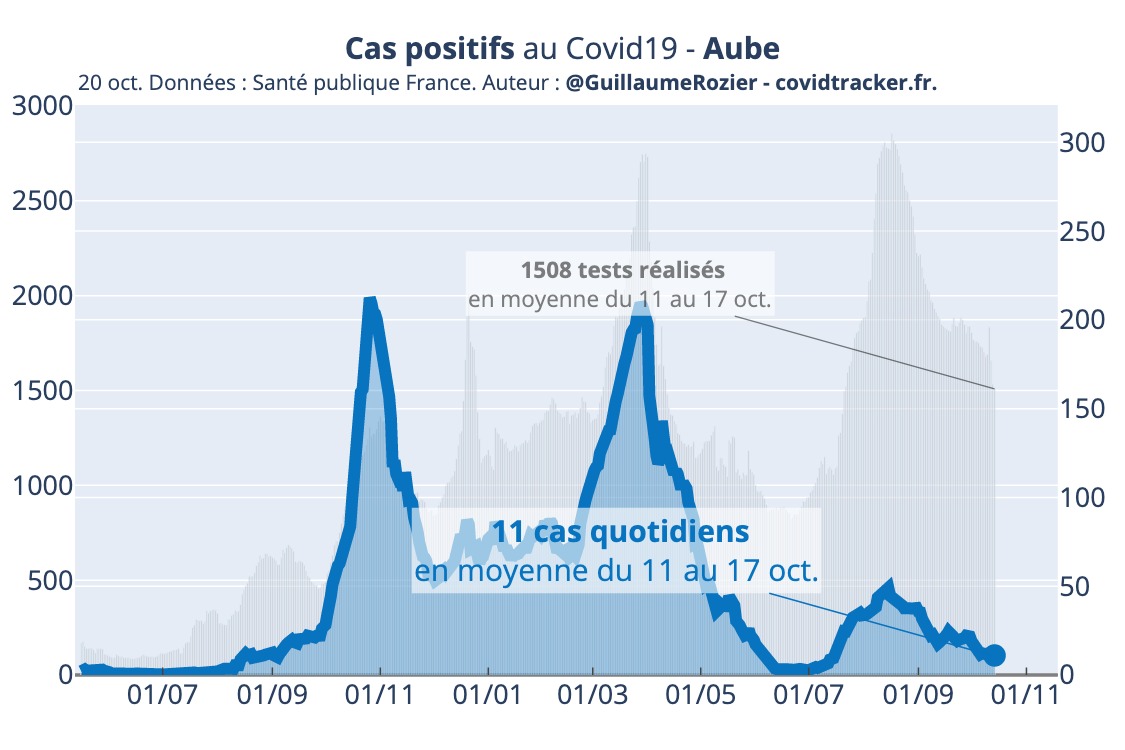 Cas positifs au Covid19 - Aube
20 oct. Données : Santé publique France. Auteur : @GuillaumeRozier - covidtracker.fr.
3000
2500
2000
1500
1000
500
0
300
250
200
150
100
50
0
1508 tests réalisés
en moyenne du 11 au 17 oct.
11 cas quotidiens
en moyenne du 11 au 17 oct.
01/07 01/09 01/11 01/01 01/03 01/05 01/07 01/09 01/11